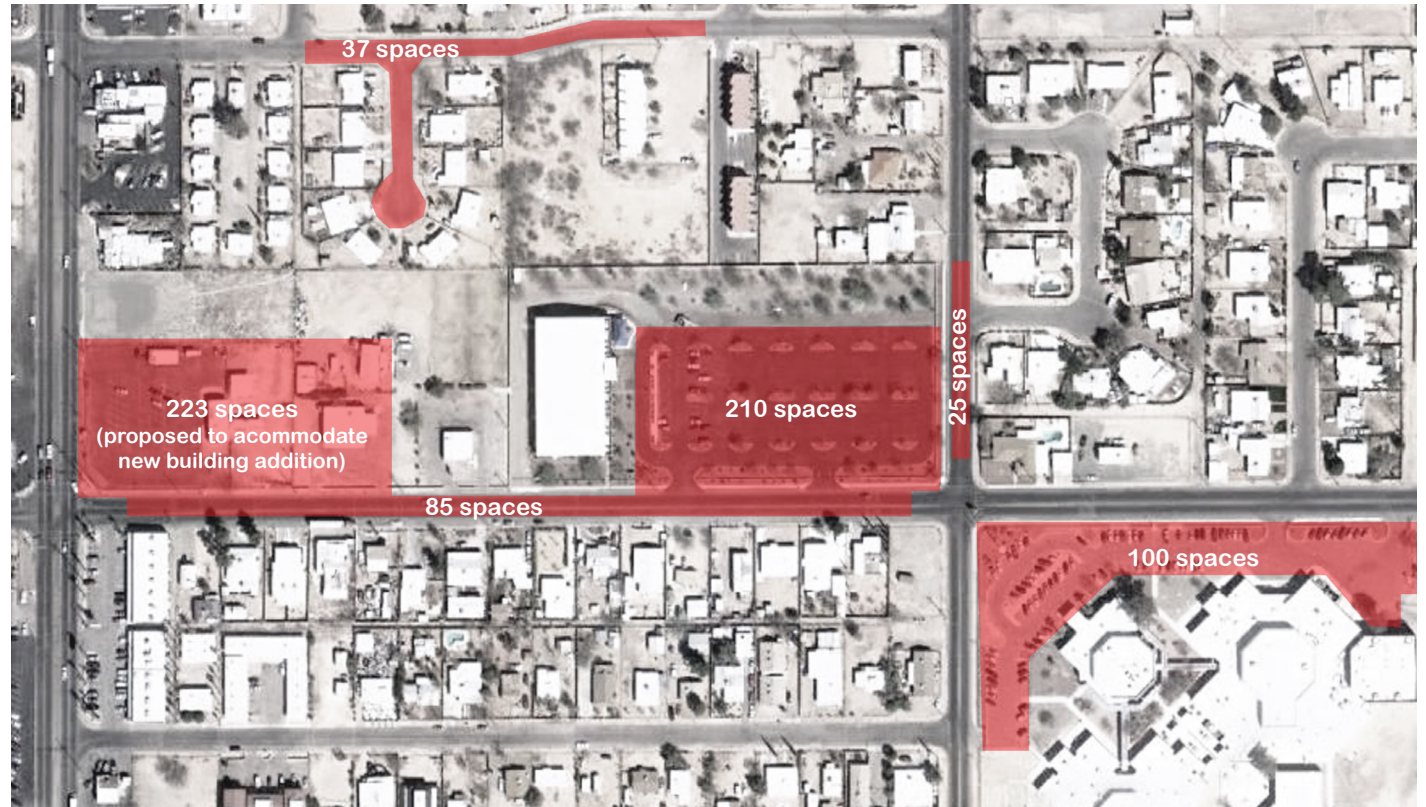 37 spaces
25 spaces
223 spaces
(proposed to acommodate
new building addition)
210 spaces
85 spaces
100 spaces